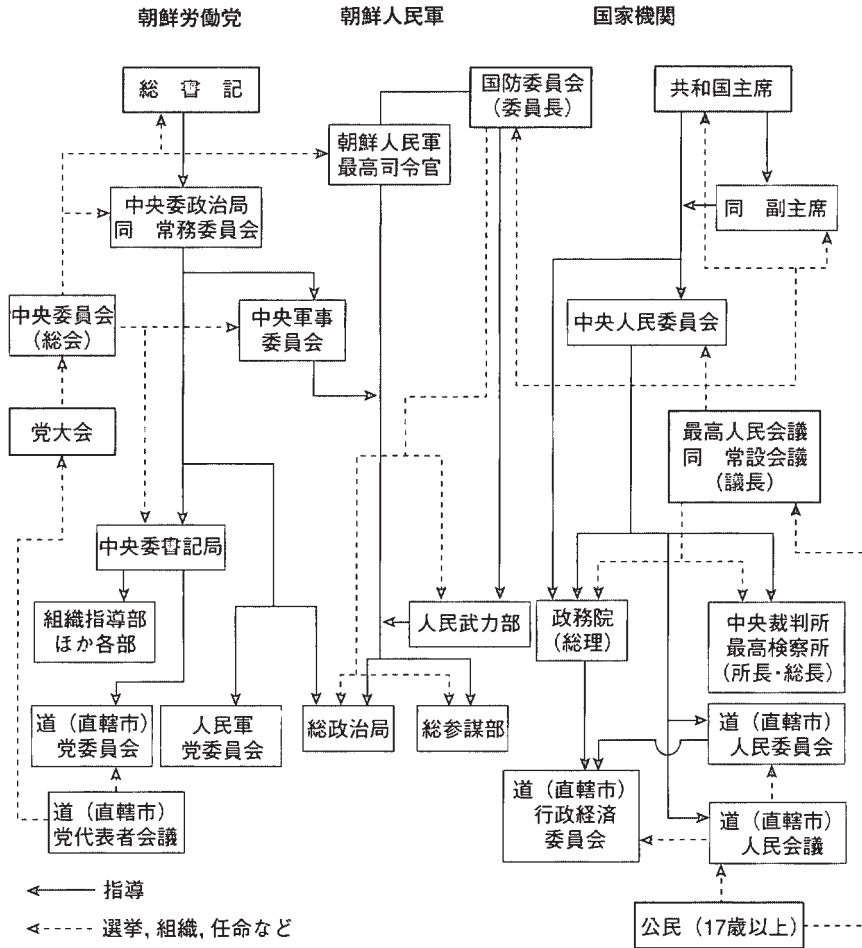 朝鮮労働党
朝鮮人民軍
国家機関
総書記
国防委員会
(委員長)
共和国主席
朝鮮人民軍
最高司令官
中央委政治局
同 常務委員会
同 副主席
中央委員会
(総会)
中央軍事
委員会
中央人民委員会
党大会
最高人民会議
同 常設会議
(議長)
中央委書記局
組織指導部
ほか各部
人民武力部
政務院
(総理)
中央裁判所
最高検察所
(所長・総長)
道(直轄市)
党委員会
人民軍
党委員会
総政治局
総参謀部
道(直轄市)
人民委員会
道(直轄市)
行政経済
委員会
道(直轄市)
党代表者会議
道(直轄市)
人民会議
指導
選挙,組織,任命など
公民(17歳以上)